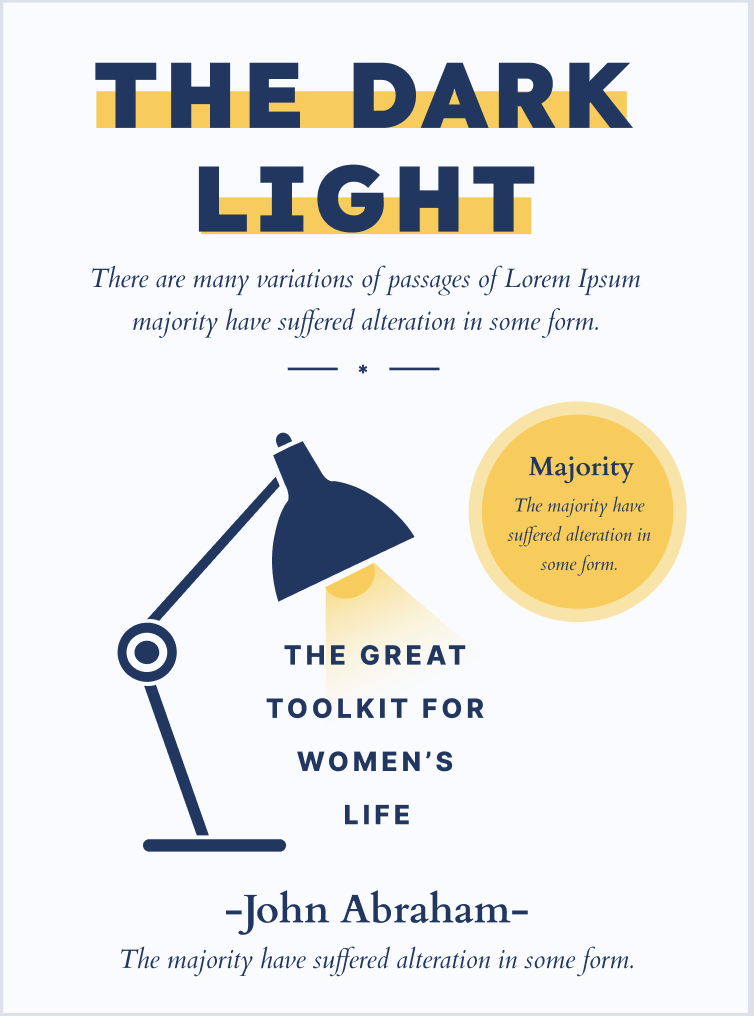 THE DARK
LIGHT
There are many variations of passages of Lorem Ipsum
majority have suffered alteration in some form.
*
Majority
The majority have
suffered alteration in
some form.
THE GREAT
TOOLKIT FOR
WOMEN’S
LIFE
-John Abraham-
The majority have suffered alteration in some form.